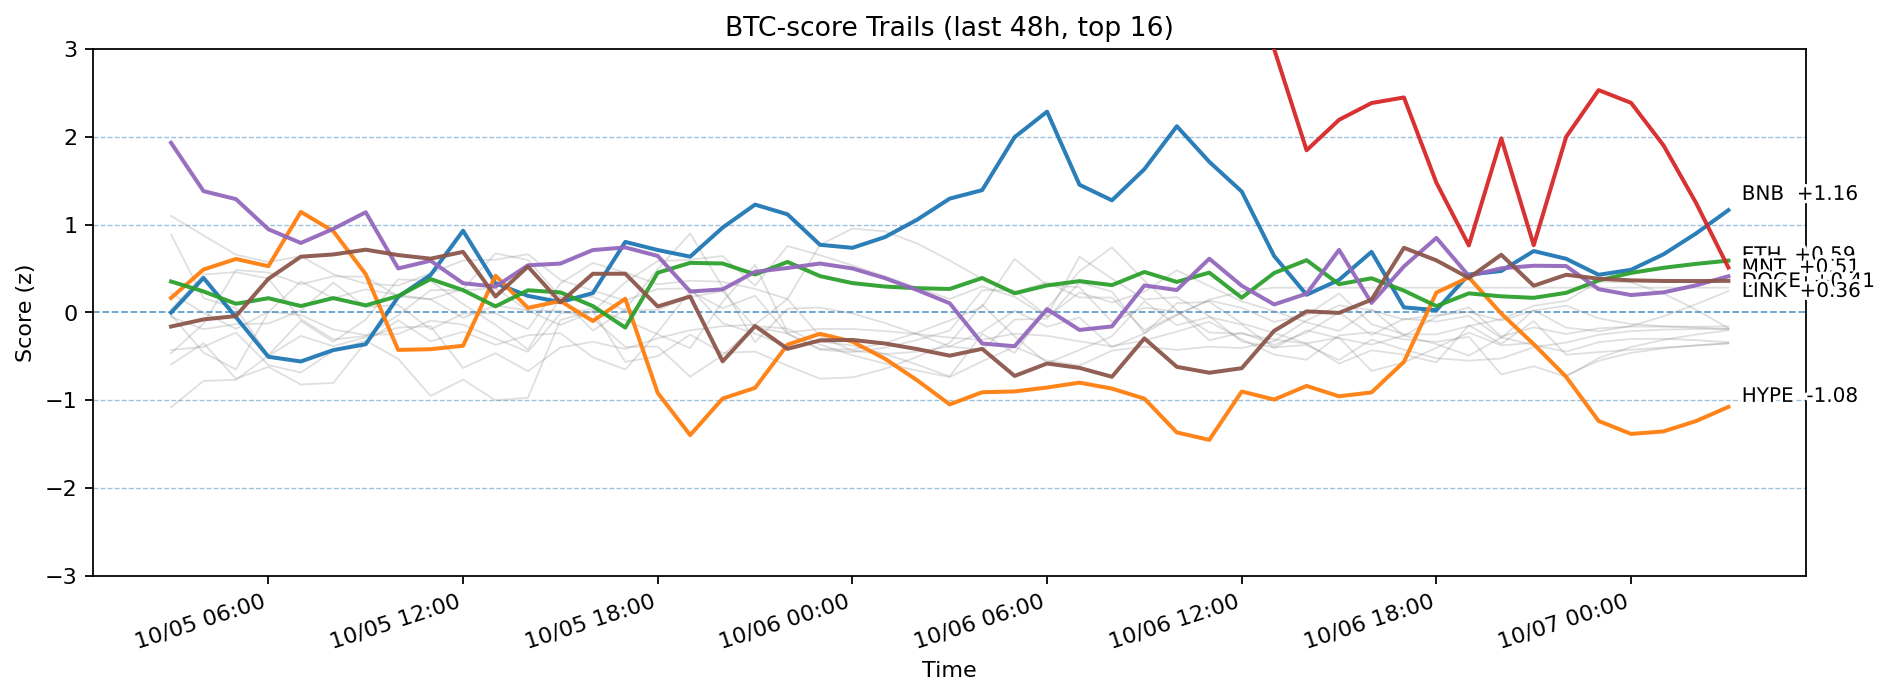 BTC-score Trails (last 48h, top 16)
3
2
1
0
−1
−2
−3
Score (z)
BNB +1.16
ETH +0.59
MNT +0.51
DOGE +0.41
LINK +0.36
HYPE -1.08
10/05 06:00
10/05 12:00
10/05 18:00
10/06 00:00
10/06 06:00
10/06 12:00
10/06 18:00
10/07 00:00
Time